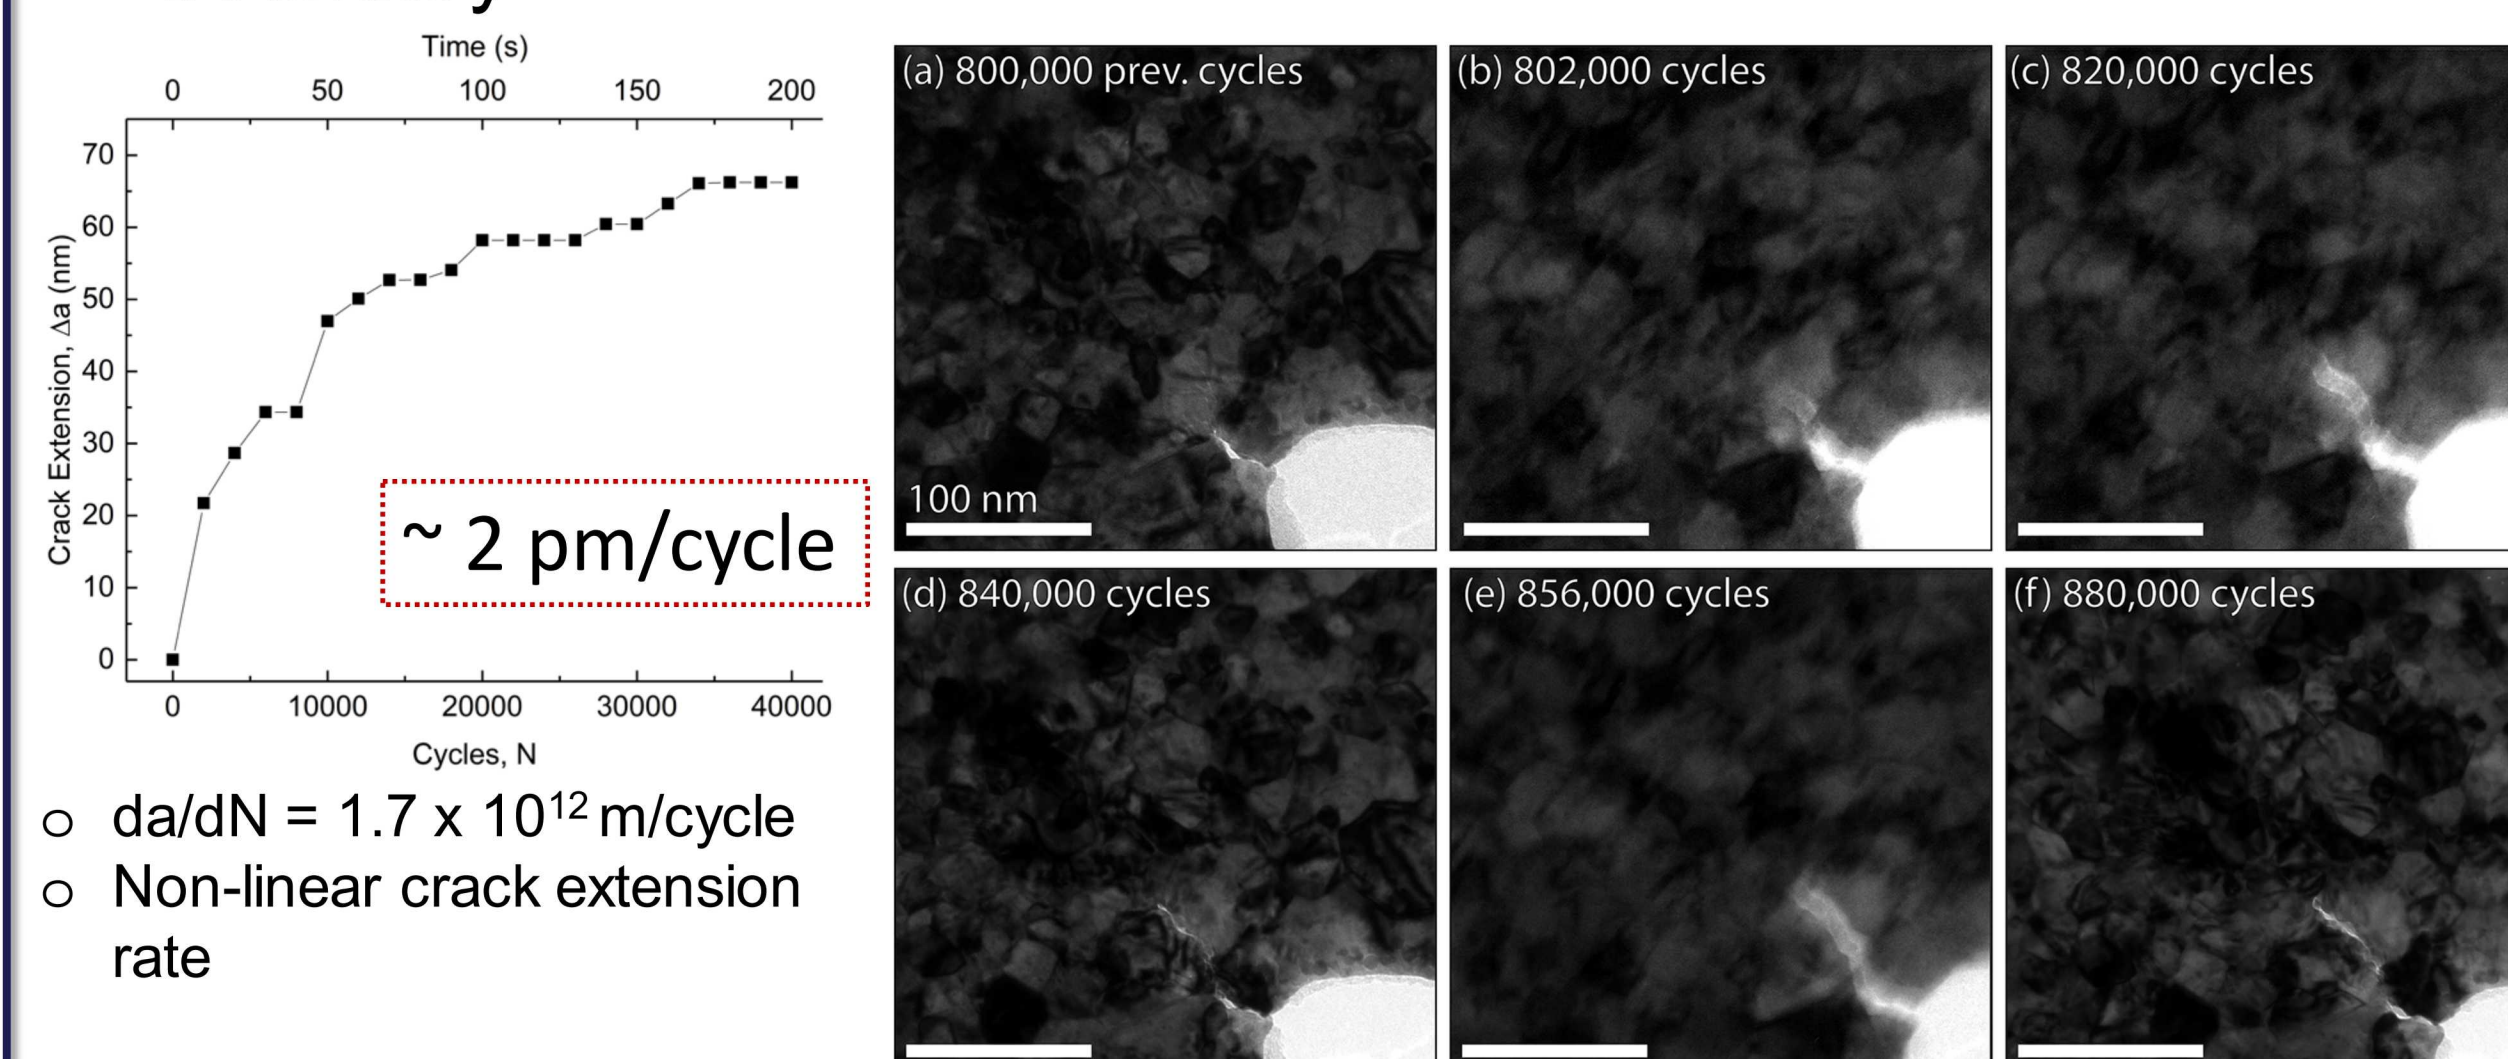 Time (s)
0 50 100 150 200
70
60
50
40
30
20
10
0
Crack Extension, Δa (nm)
0 10000 20000 30000 40000
Cycles, N
~ 2 pm/cycle
o da/dN = 1.7 x 10¹² m/cycle
o Non-linear crack extension
rate
(a) 800,000 prev. cycles
100 nm
(b) 802,000 cycles
(c) 820,000 cycles
(d) 840,000 cycles
(e) 856,000 cycles
(f) 880,000 cycles